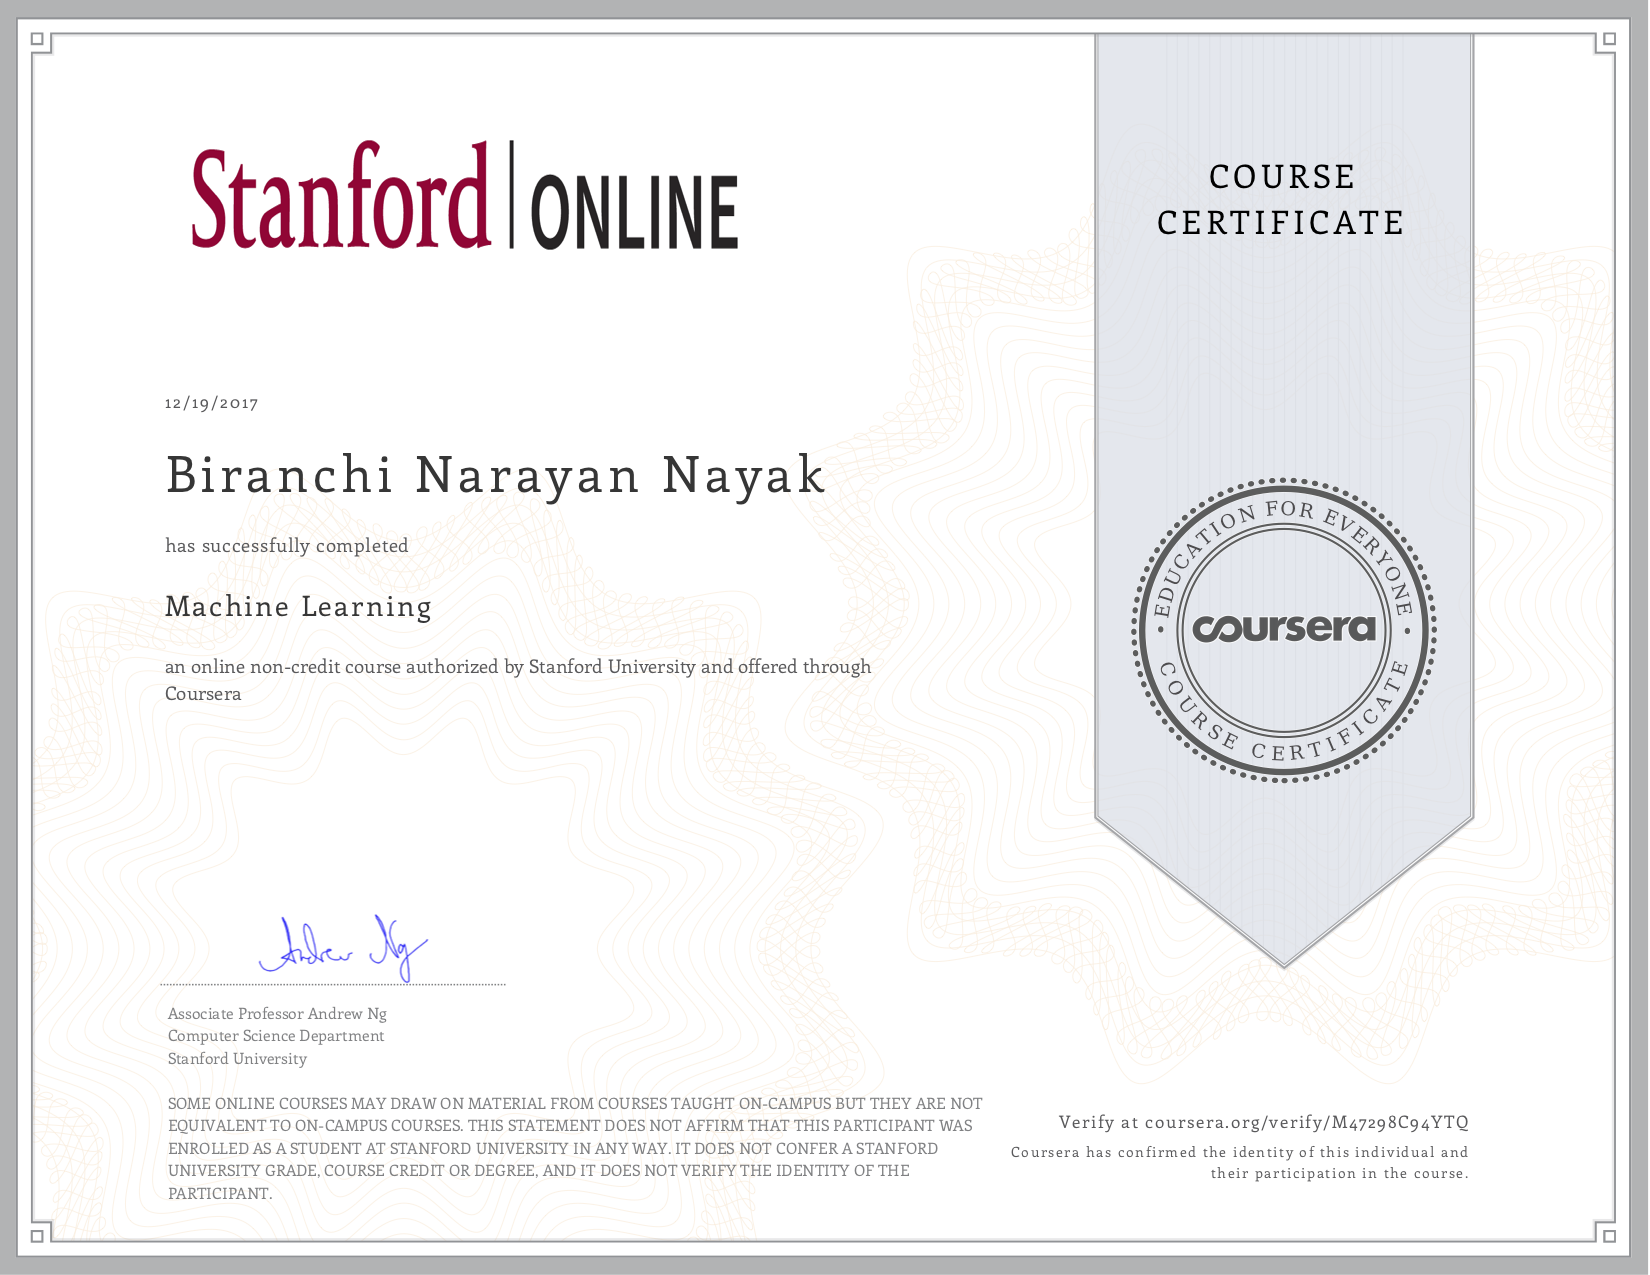 Stanford | ONLINE
COURSE
CERTIFICATE
12/19/2017
Biranchi Narayan Nayak
has successfully completed
Machine Learning
an online non-credit course authorized by Stanford University and offered through
Coursera
EDUCATION FOR EVERYONE
coursera
COURSE CERTIFICATE
Andrew Ng
Associate Professor Andrew Ng
Computer Science Department
Stanford University
SOME ONLINE COURSES MAY DRAW ON MATERIAL FROM COURSES TAUGHT ON-CAMPUS BUT THEY ARE NOT
EQUIVALENT TO ON-CAMPUS COURSES. THIS STATEMENT DOES NOT AFFIRM THAT THIS PARTICIPANT WAS
ENROLLED AS A STUDENT AT STANFORD UNIVERSITY IN ANY WAY. IT DOES NOT CONFER A STANFORD
UNIVERSITY GRADE, COURSE CREDIT OR DEGREE, AND IT DOES NOT VERIFY THE IDENTITY OF THE
PARTICIPANT.
Verify at coursera.org/verify/M47298C94YTQ
Coursera has confirmed the identity of this individual and
their participation in the course.